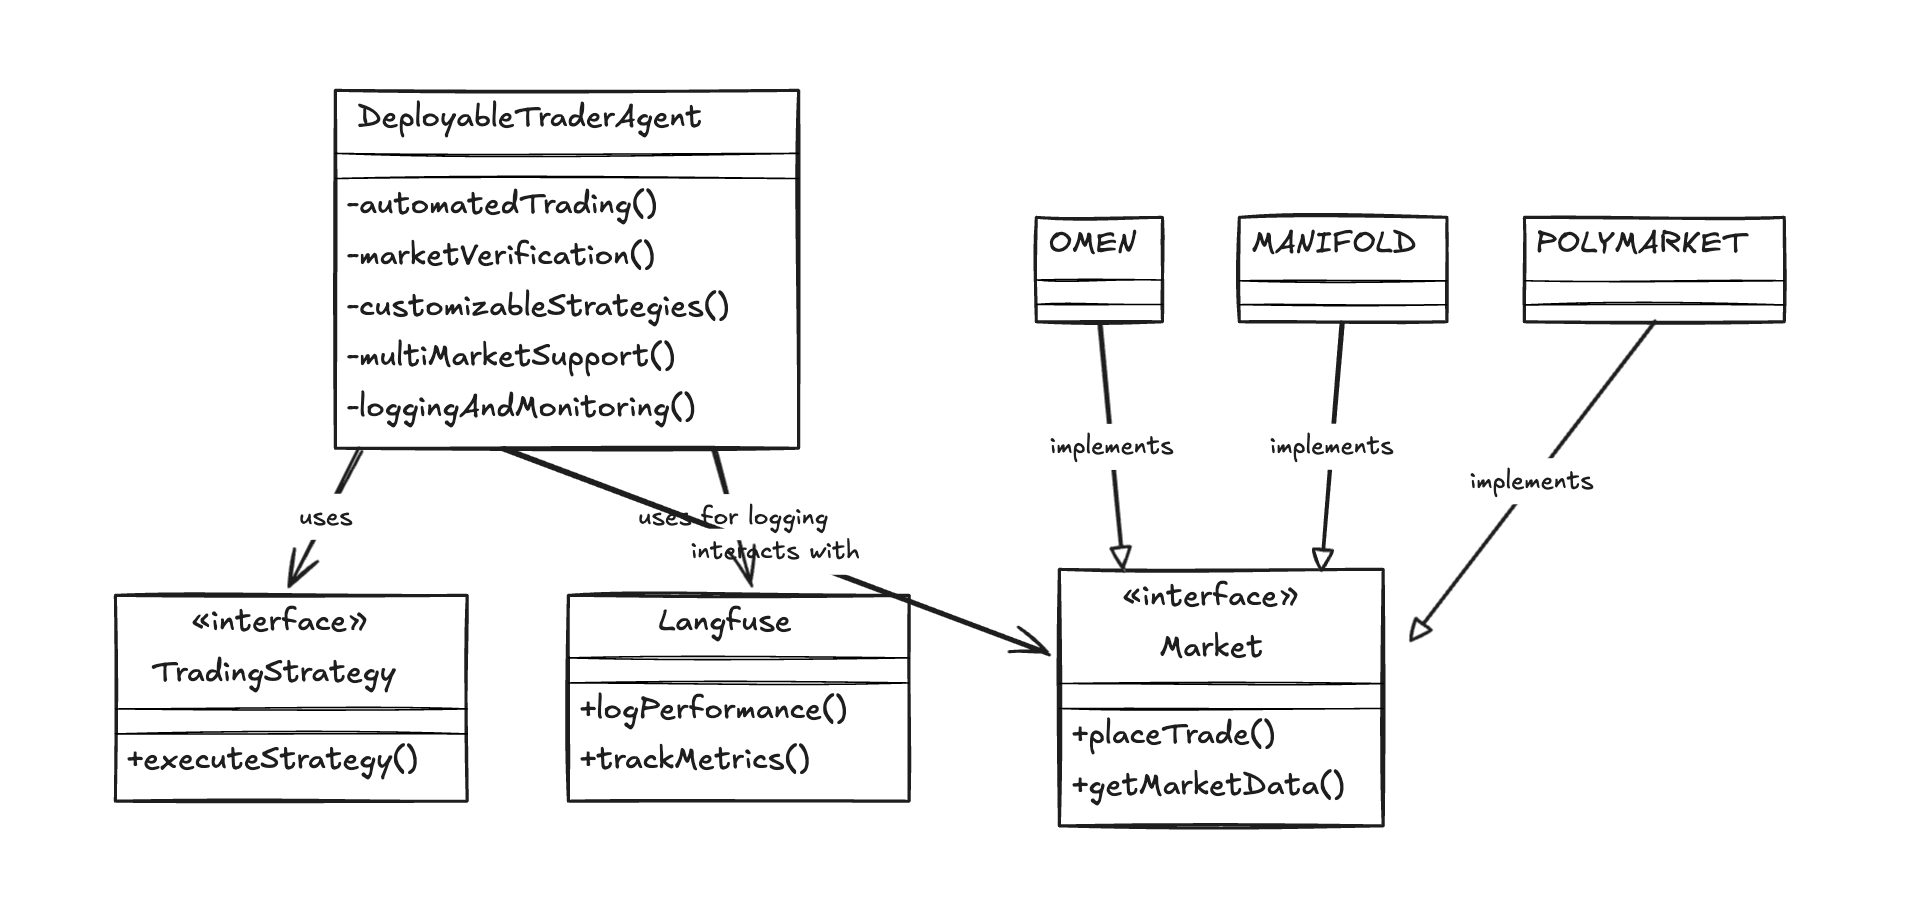 DeployableTraderAgent
-automatedTrading()
-marketVerification()
-customizableStrategies()
-multiMarketSupport()
-loggingAndMonitoring()
OMEN
MANIFOLD
POLYMARKET
implements
implements
implements
uses
uses for logging
interacts with
«interface»
TradingStrategy
+executeStrategy()
Langfuse
+logPerformance()
+trackMetrics()
«interface»
Market
+placeTrade()
+getMarketData()